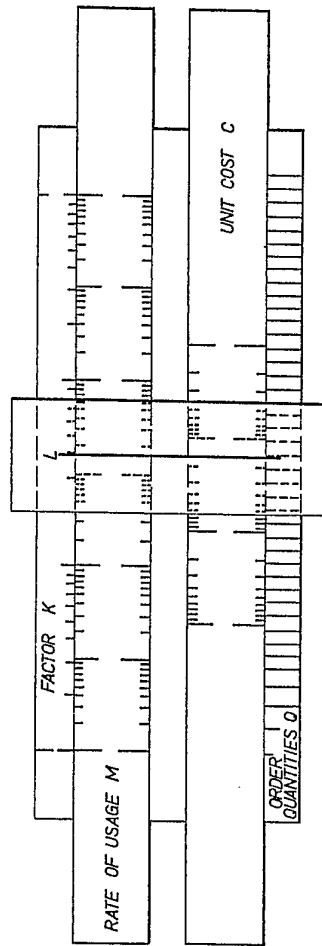 FACTOR K
L
RATE OF USAGE M
UNIT COST C
ORDER
QUANTITIES Q